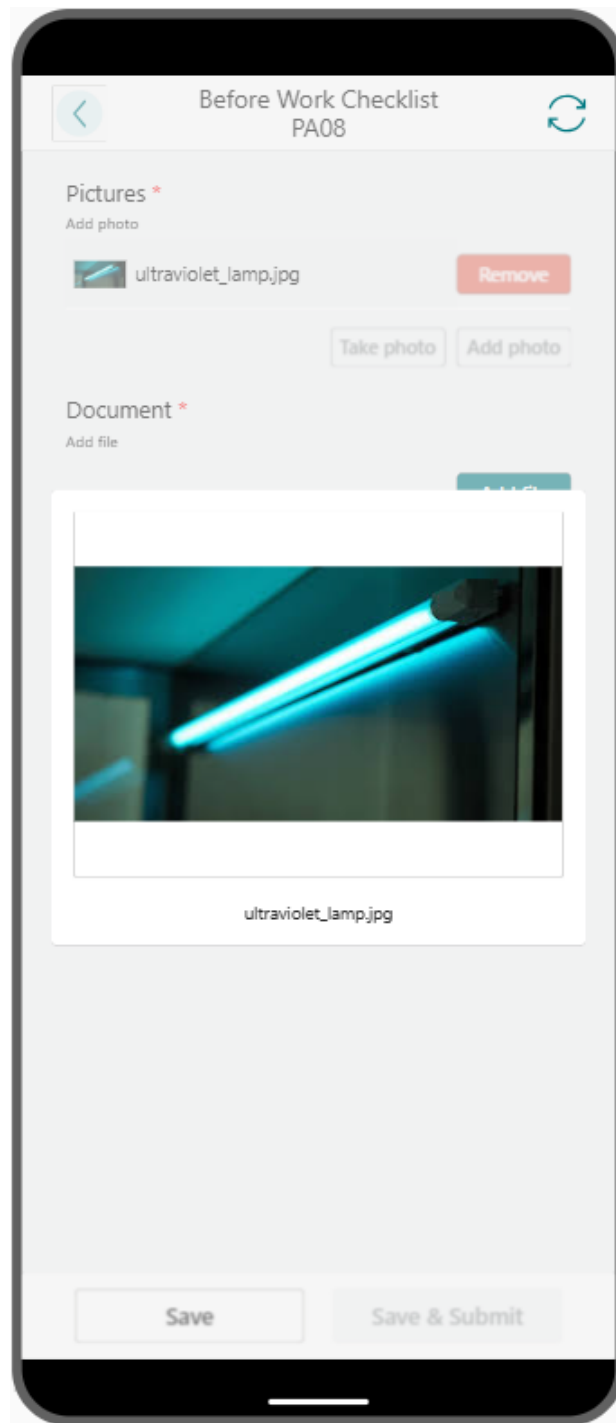 Before Work Checklist
PA08
Pictures *
Add photo
ultraviolet_lamp.jpg
Remove
Take photo
Add photo
Document *
Add file
ultraviolet_lamp.jpg
Save
Save & Submit